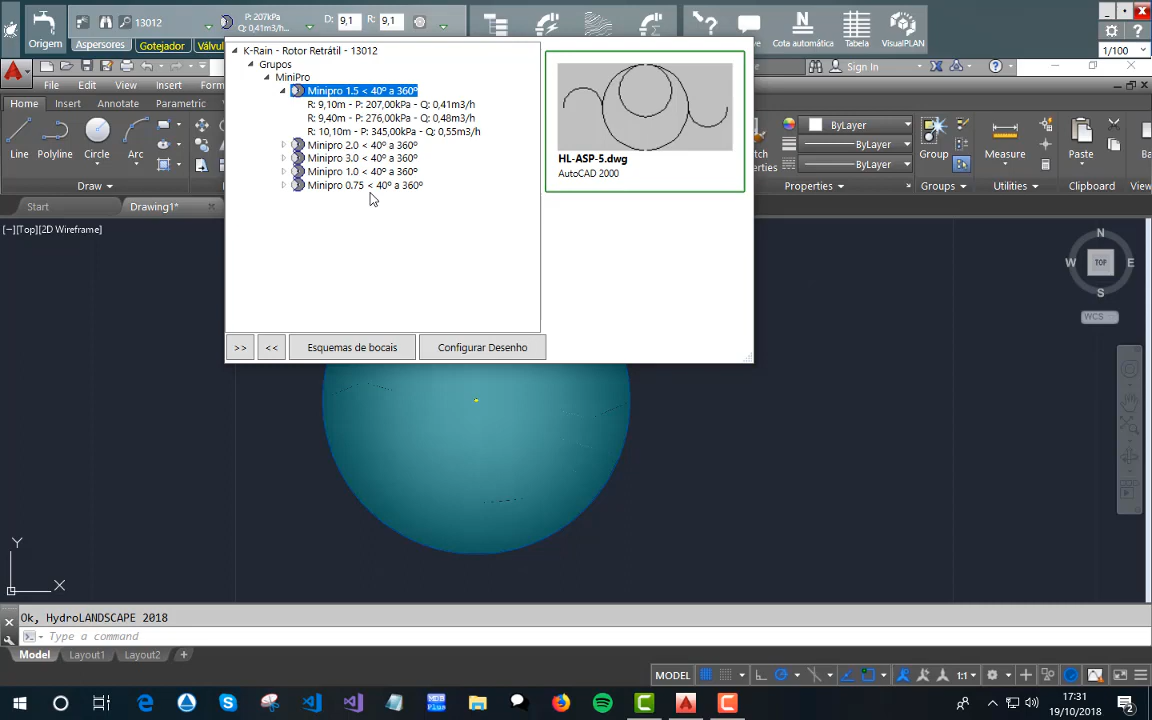 13012
P: 207kPa
Q: 0,41m3/h...
D: 9,1
R: 9,1
Origem
Aspersores
Gotejador
Cota automática
Tabela
VisualPLAN
1/100
Sign In
Home
Edit
View
Insert
Insert
Annotate
Parametric
Line
Polyline
Circle
Arc
Draw
K-Rain - Rotor Retrátil - 13012
Grupos
MiniPro
Minipro 1.5 < 40º a 360º
R: 9,10m - P: 207,00kPa - Q: 0,41m3/h
R: 9,40m - P: 276,00kPa - Q: 0,48m3/h
R: 10,10m - P: 345,00kPa - Q: 0,55m3/h
Minipro 2.0 < 40º a 360º
Minipro 3.0 < 40º a 360º
Minipro 1.0 < 40º a 360º
Minipro 0.75 < 40º a 360º
>>
<<
Esquemas de bocais
Configurar Desenho
HL-ASP-5.dwg
AutoCAD 2000
ByLayer
ByLayer
ByLayer
Properties
Group
Groups
Measure
Utilities
Paste
Clipboard
Start
Drawing1*
[−][Top][2D Wireframe]
N
W
TOP
E
S
WCS
Y
X
Ok, HydroLANDSCAPE 2018
Type a command
Model
Layout1
Layout2
MODEL
1:1
MDB
Plus
17:31
19/10/2018
2